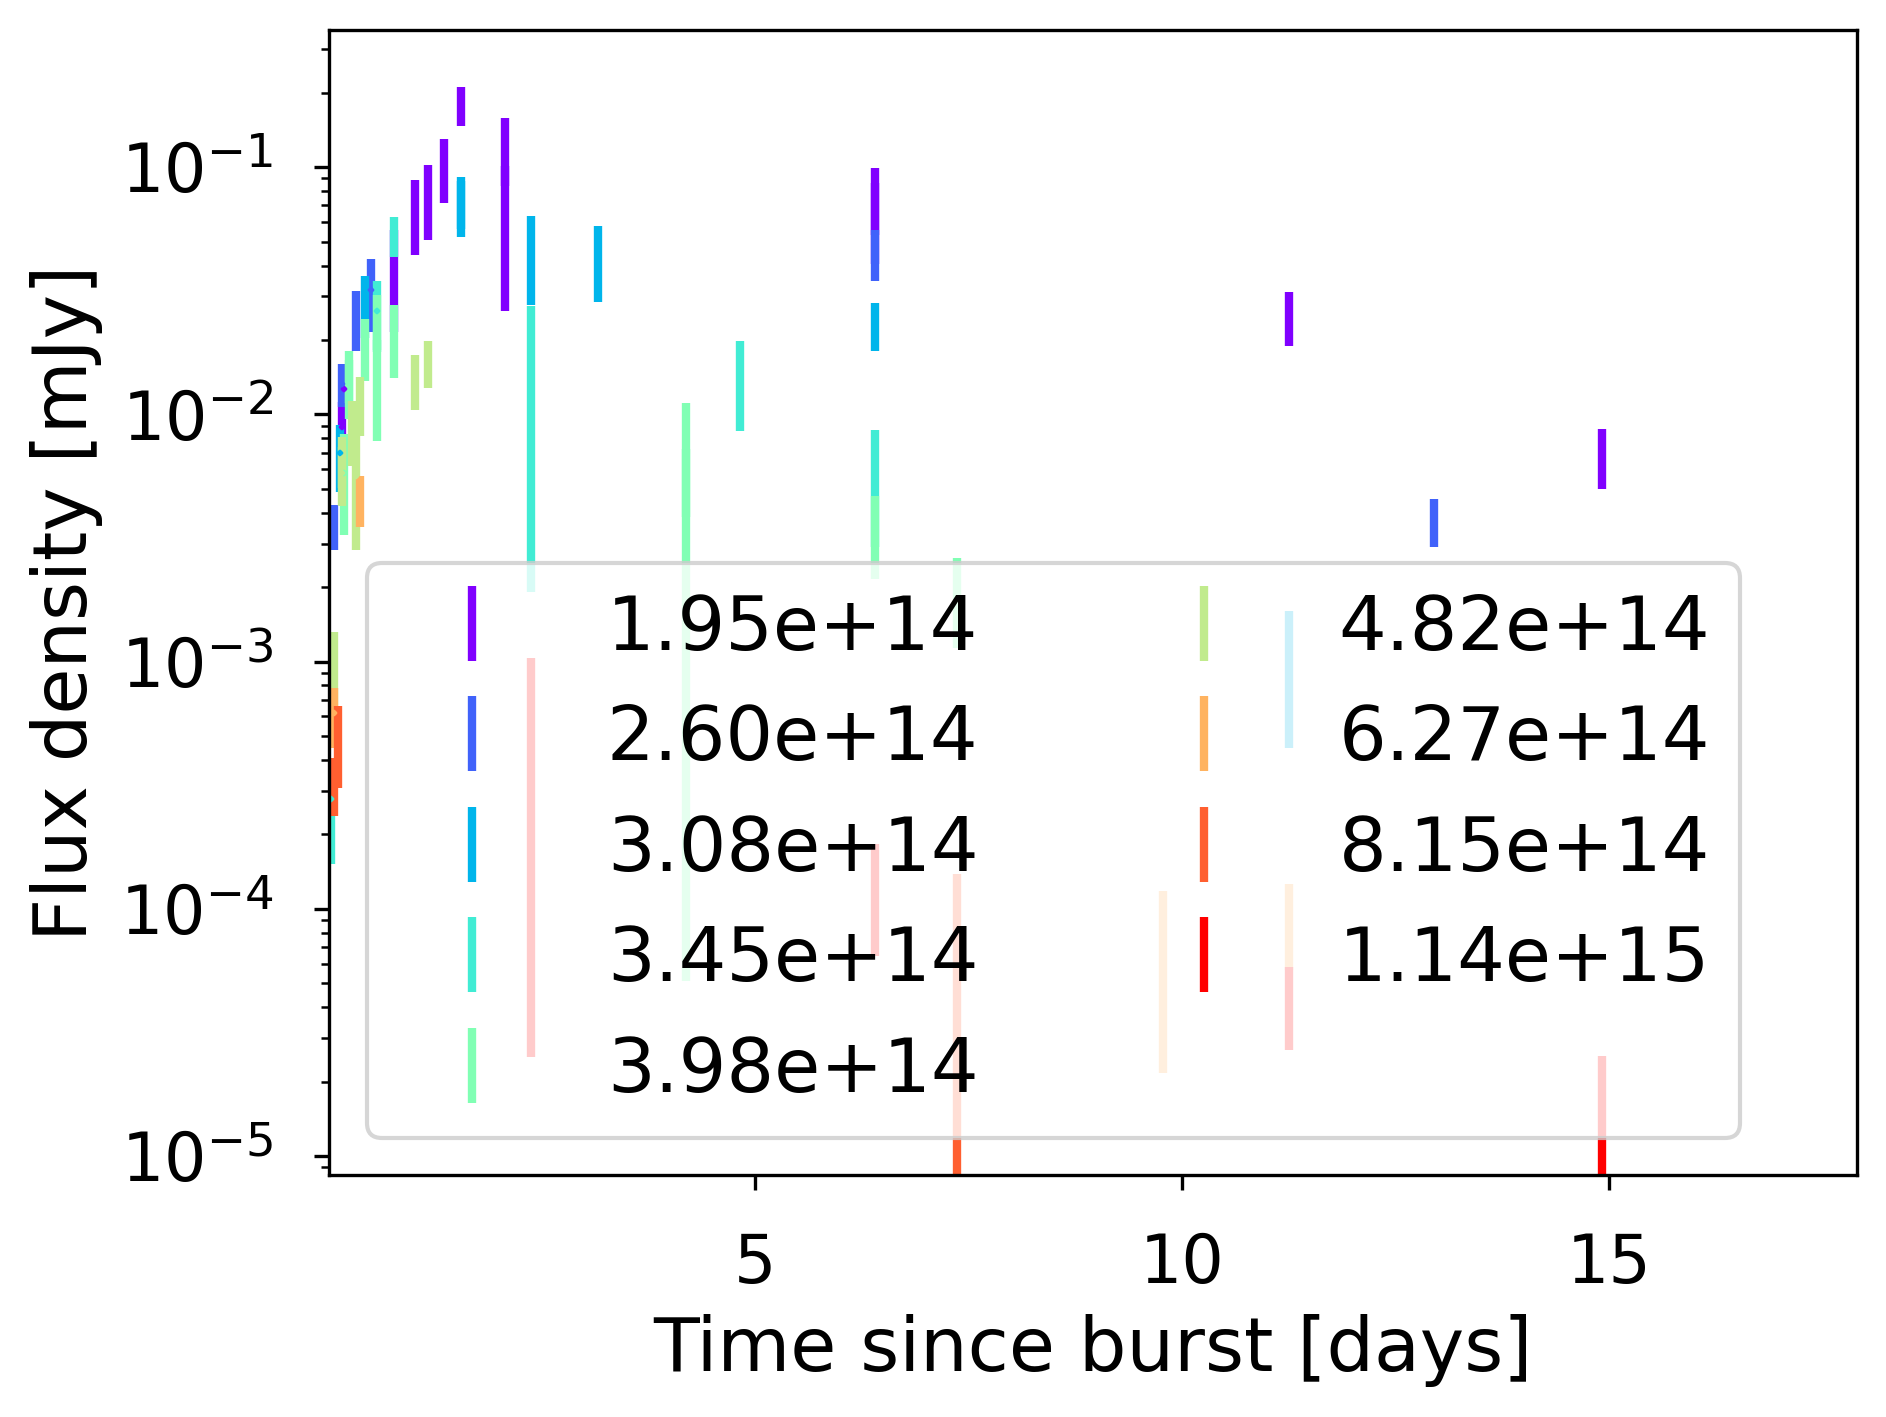 Flux density [mJy]
10⁻¹
10⁻²
10⁻³
10⁻⁴
10⁻⁵
1.95e+14
2.60e+14
3.08e+14
3.45e+14
3.98e+14
4.82e+14
6.27e+14
8.15e+14
1.14e+15
5 10 15
Time since burst [days]